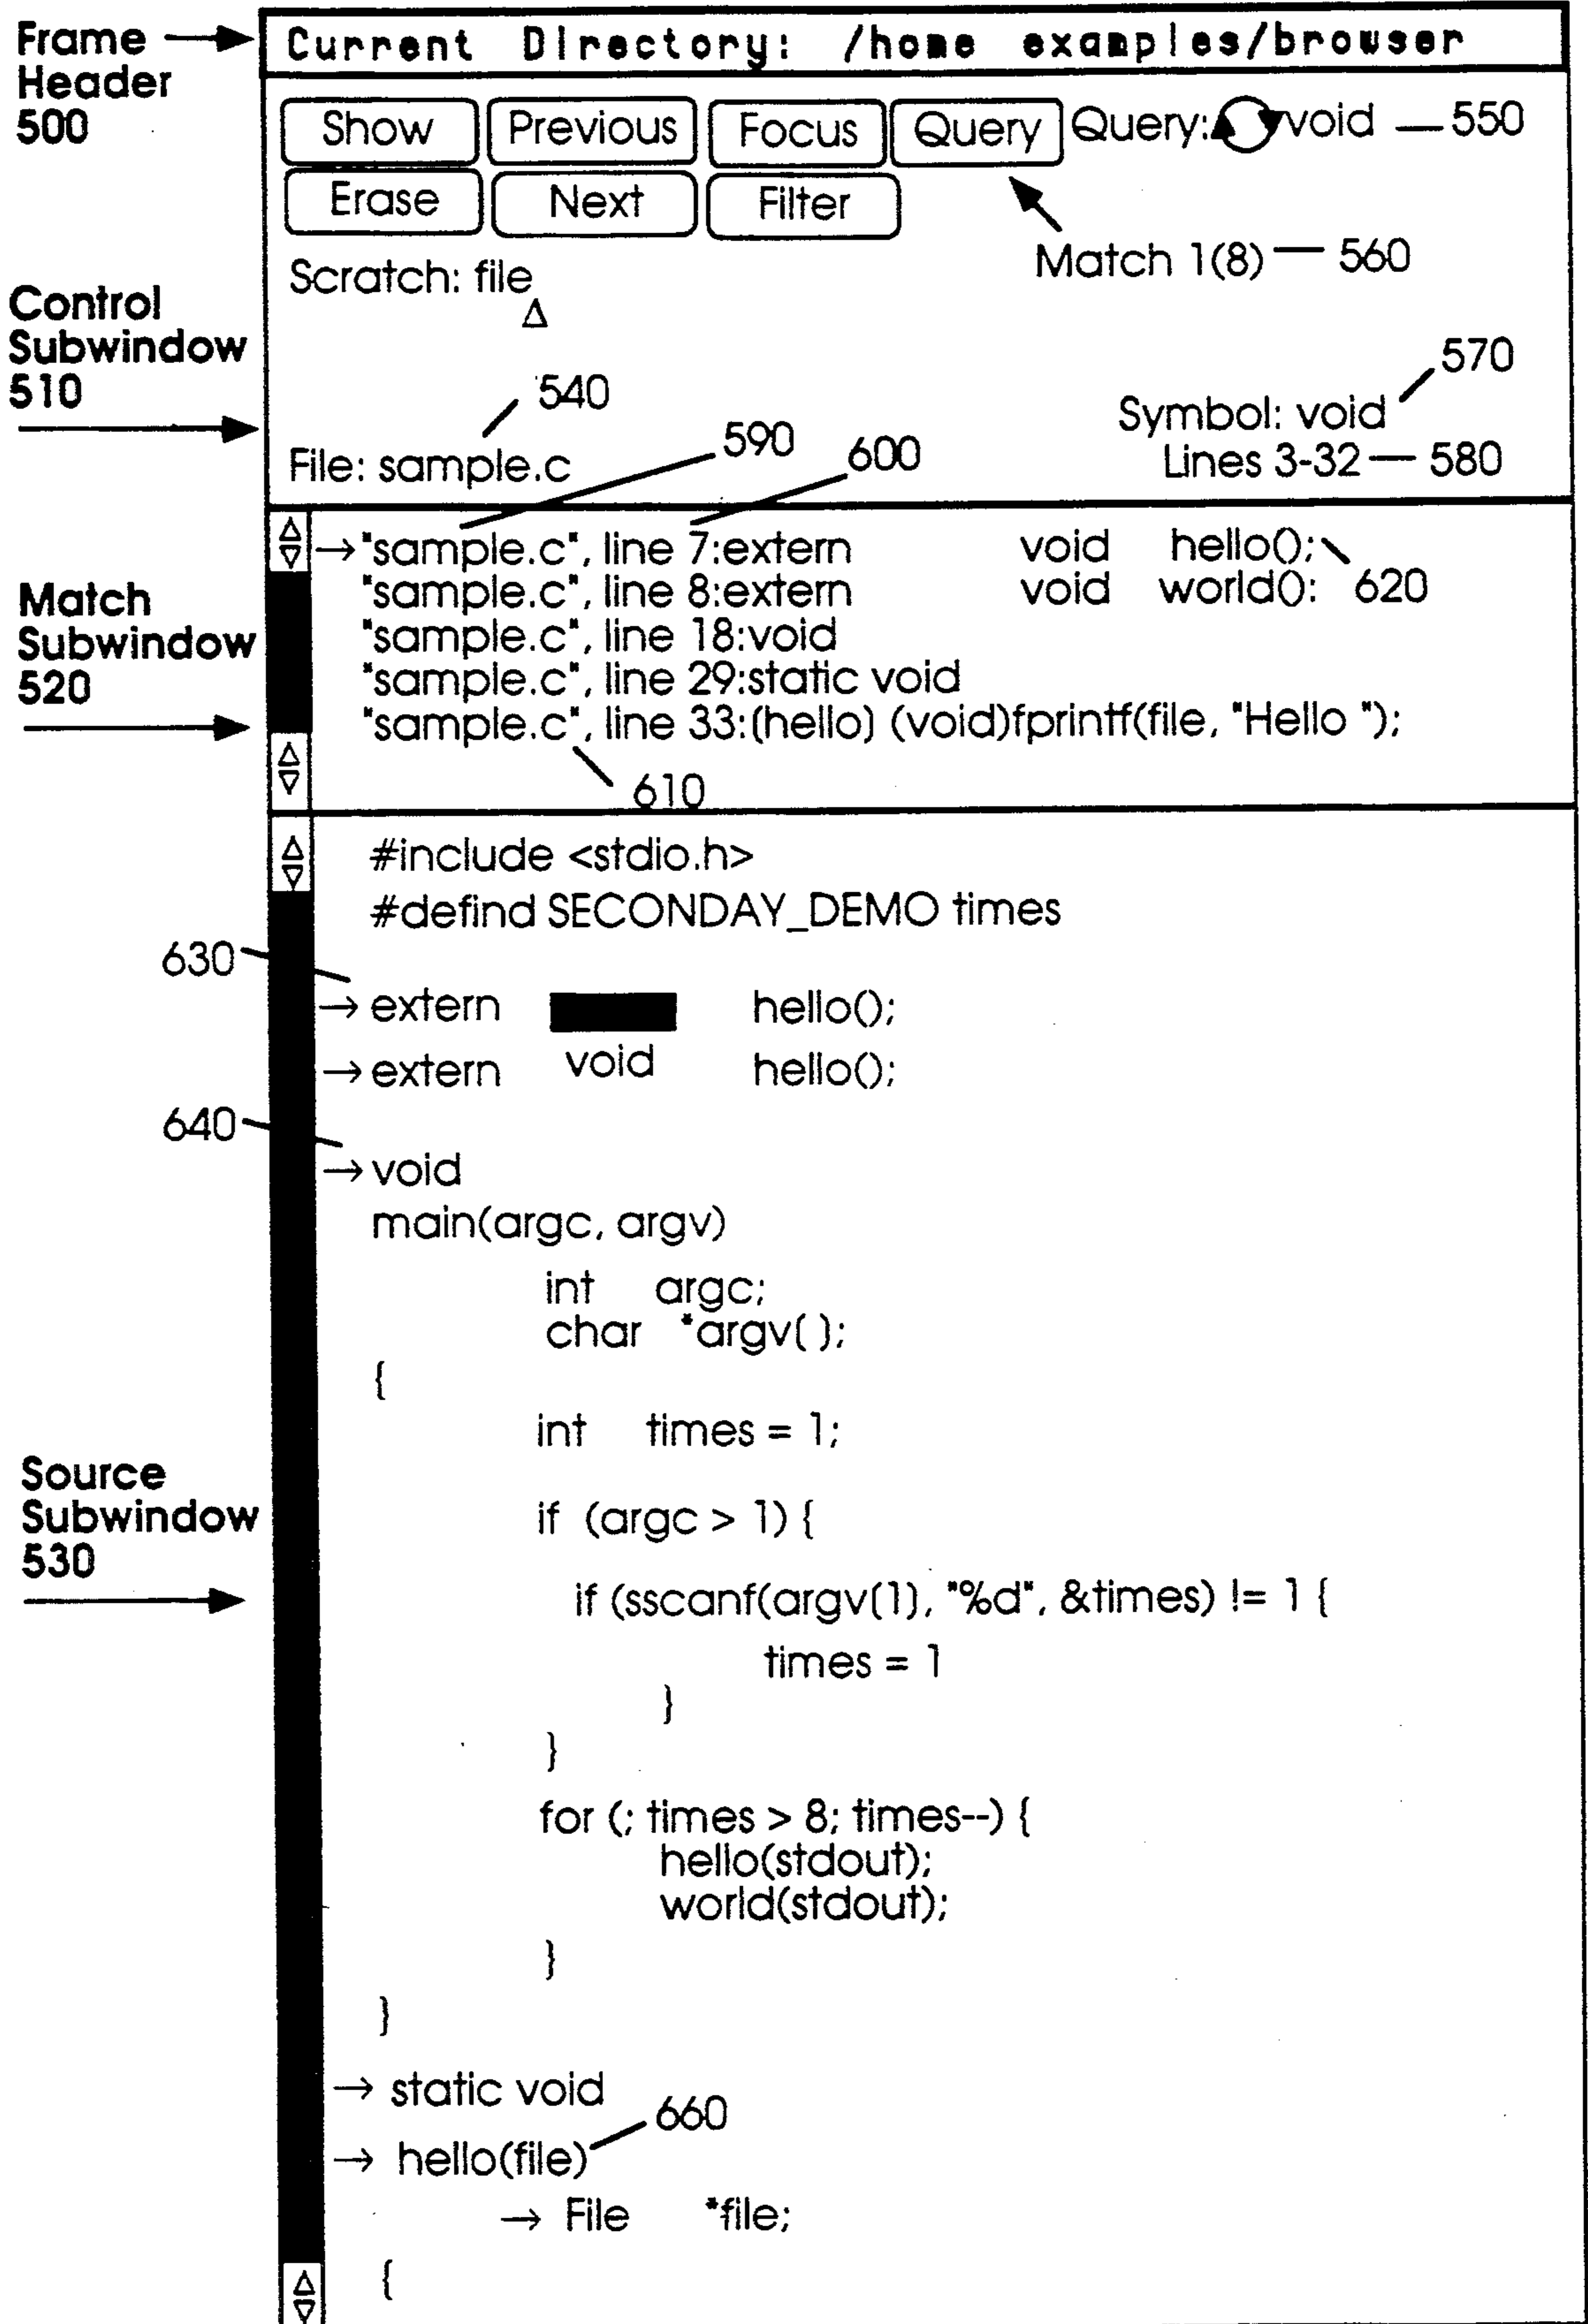 Frame Header 500
Current Directory: /home examples/browser
Show Previous Focus Query Query: void 550
Erase Next Filter
Match 1(8) 560
Scratch: file
Control Subwindow 510
540
570
Symbol: void
590 600
File: sample.c
Lines 3-32 580
→"sample.c", line 7:extern void hello();
"sample.c", line 8:extern void world(): 620
Match Subwindow 520
"sample.c", line 18:void
"sample.c", line 29:static void
"sample.c", line 33:(hello) (void)fprintf(file, "Hello ");
610
#include <stdio.h>
#defind SECONDAY_DEMO times
630
→ extern hello();
→ extern void hello();
640
→ void
main(argc, argv)
int argc;
char *argv( );
{
int times = 1;
Source Subwindow 530
if (argc > 1) {
if (sscanf(argv(1), "%d", &times) != 1 {
times = 1
}
}
for (; times > 8; times--) {
hello(stdout);
world(stdout);
}
}
→ static void
660
→ hello(file)
→ File *file;
{